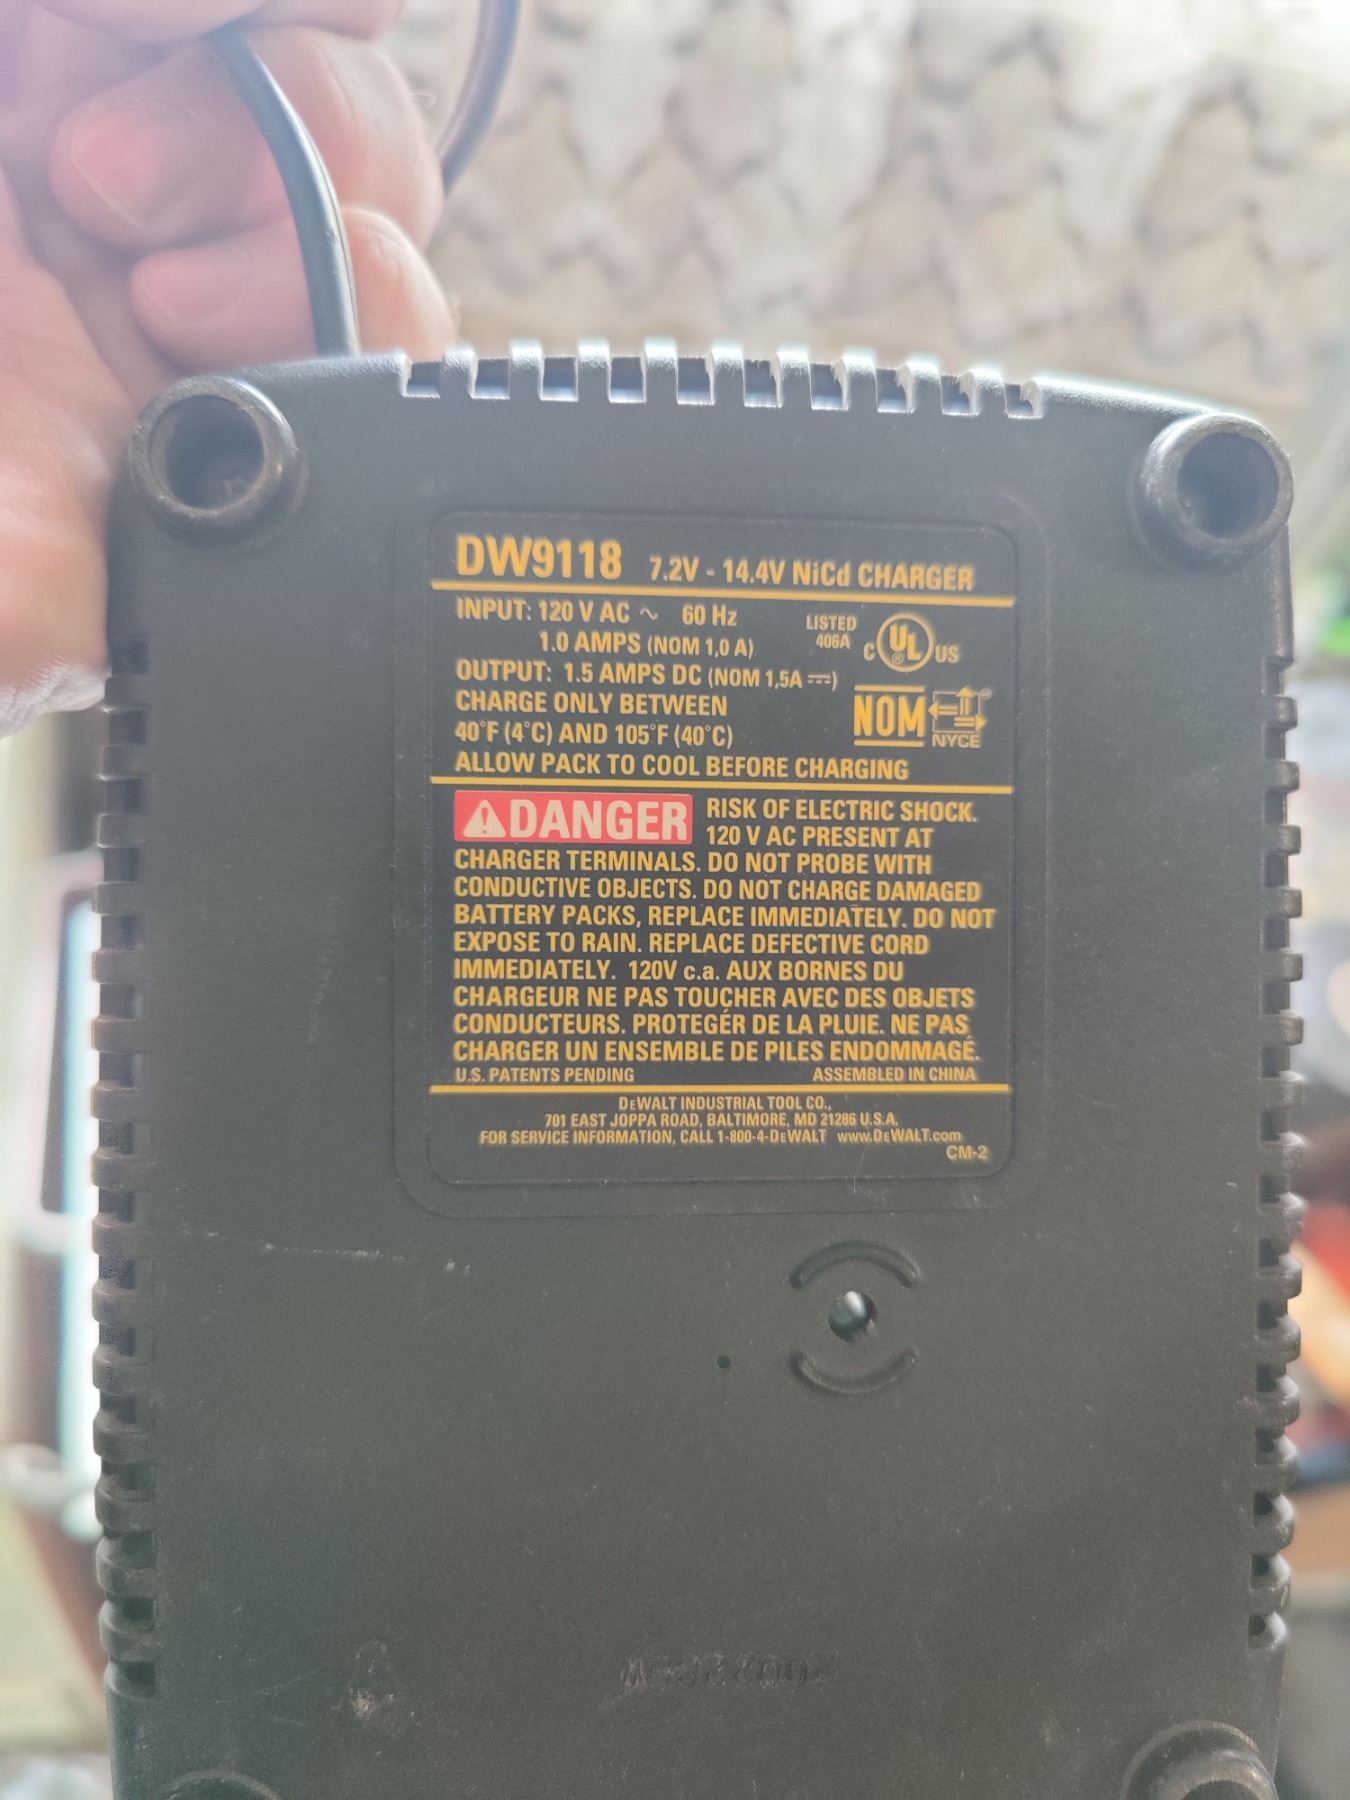 DW9118 7.2V - 14.4V NiCd CHARGER
INPUT: 120 V AC ~ 60 Hz
1.0 AMPS (NOM 1,0 A)
LISTED
406A
C UL US
®
OUTPUT: 1.5 AMPS DC (NOM 1,5A ⎓)
CHARGE ONLY BETWEEN
40°F (4°C) AND 105°F (40°C)
NOM
NYCE
ALLOW PACK TO COOL BEFORE CHARGING
DANGER RISK OF ELECTRIC SHOCK.
120 V AC PRESENT AT
CHARGER TERMINALS. DO NOT PROBE WITH
CONDUCTIVE OBJECTS. DO NOT CHARGE DAMAGED
BATTERY PACKS, REPLACE IMMEDIATELY. DO NOT
EXPOSE TO RAIN. REPLACE DEFECTIVE CORD
IMMEDIATELY. 120V c.a. AUX BORNES DU
CHARGEUR NE PAS TOUCHER AVEC DES OBJETS
CONDUCTEURS. PROTEGÉR DE LA PLUIE. NE PAS
CHARGER UN ENSEMBLE DE PILES ENDOMMAGÉ.
U.S. PATENTS PENDING ASSEMBLED IN CHINA
DEWALT INDUSTRIAL TOOL CO.,
701 EAST JOPPA ROAD, BALTIMORE, MD 21286 U.S.A.
FOR SERVICE INFORMATION, CALL 1-800-4-DEWALT www.DEWALT.com
CM-2